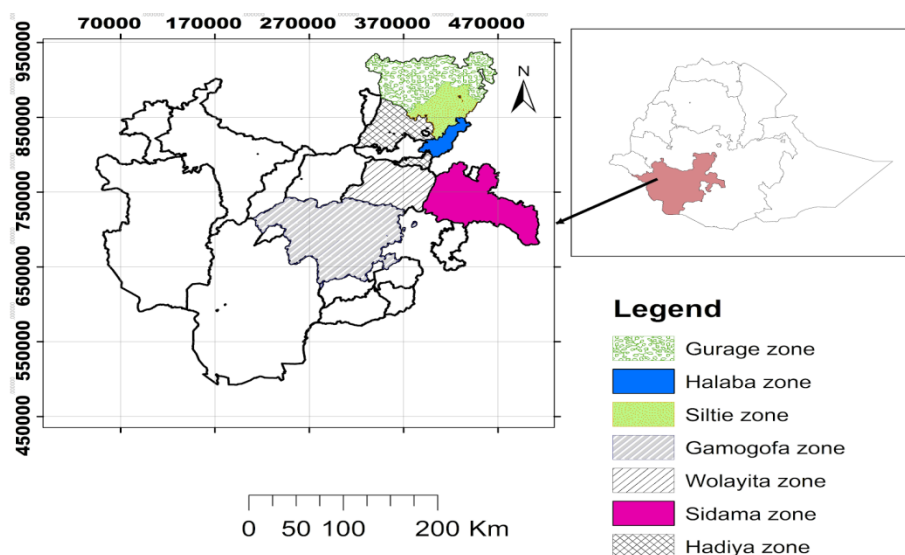 70000 170000 270000 370000 470000
950000
850000
750000
650000
550000
450000
N
Legend
Gurage zone
Halaba zone
Siltie zone
Gamogofa zone
Wolayita zone
Sidama zone
Hadiya zone
0 50 100 200 Km